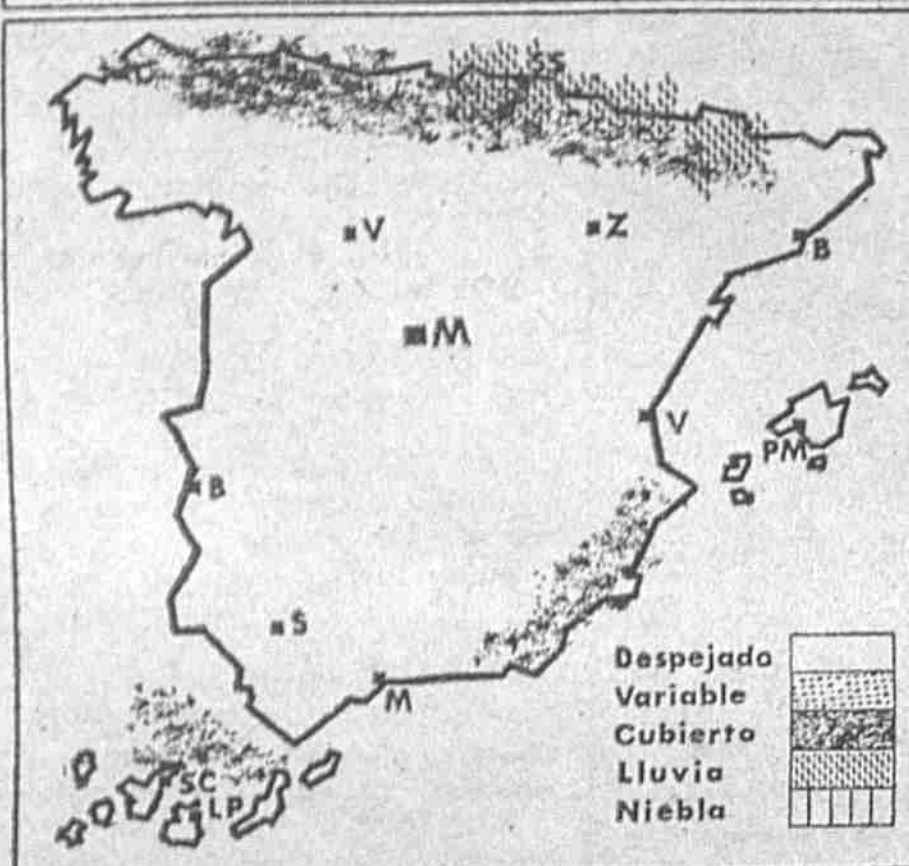 SS
V
Z
B
M
V
PM
B
S
M
SC
LP
Despejado
Variable
Cubierto
Lluvia
Niebla